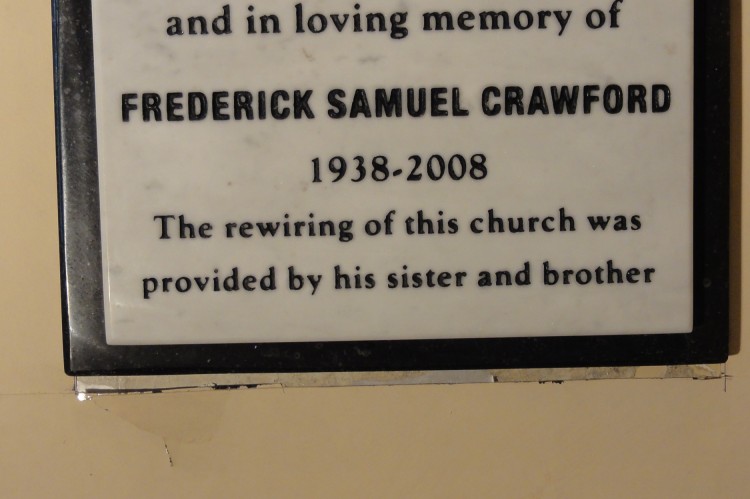 and in loving memory of
FREDERICK SAMUEL CRAWFORD
1938-2008
The rewiring of this church was
provided by his sister and brother